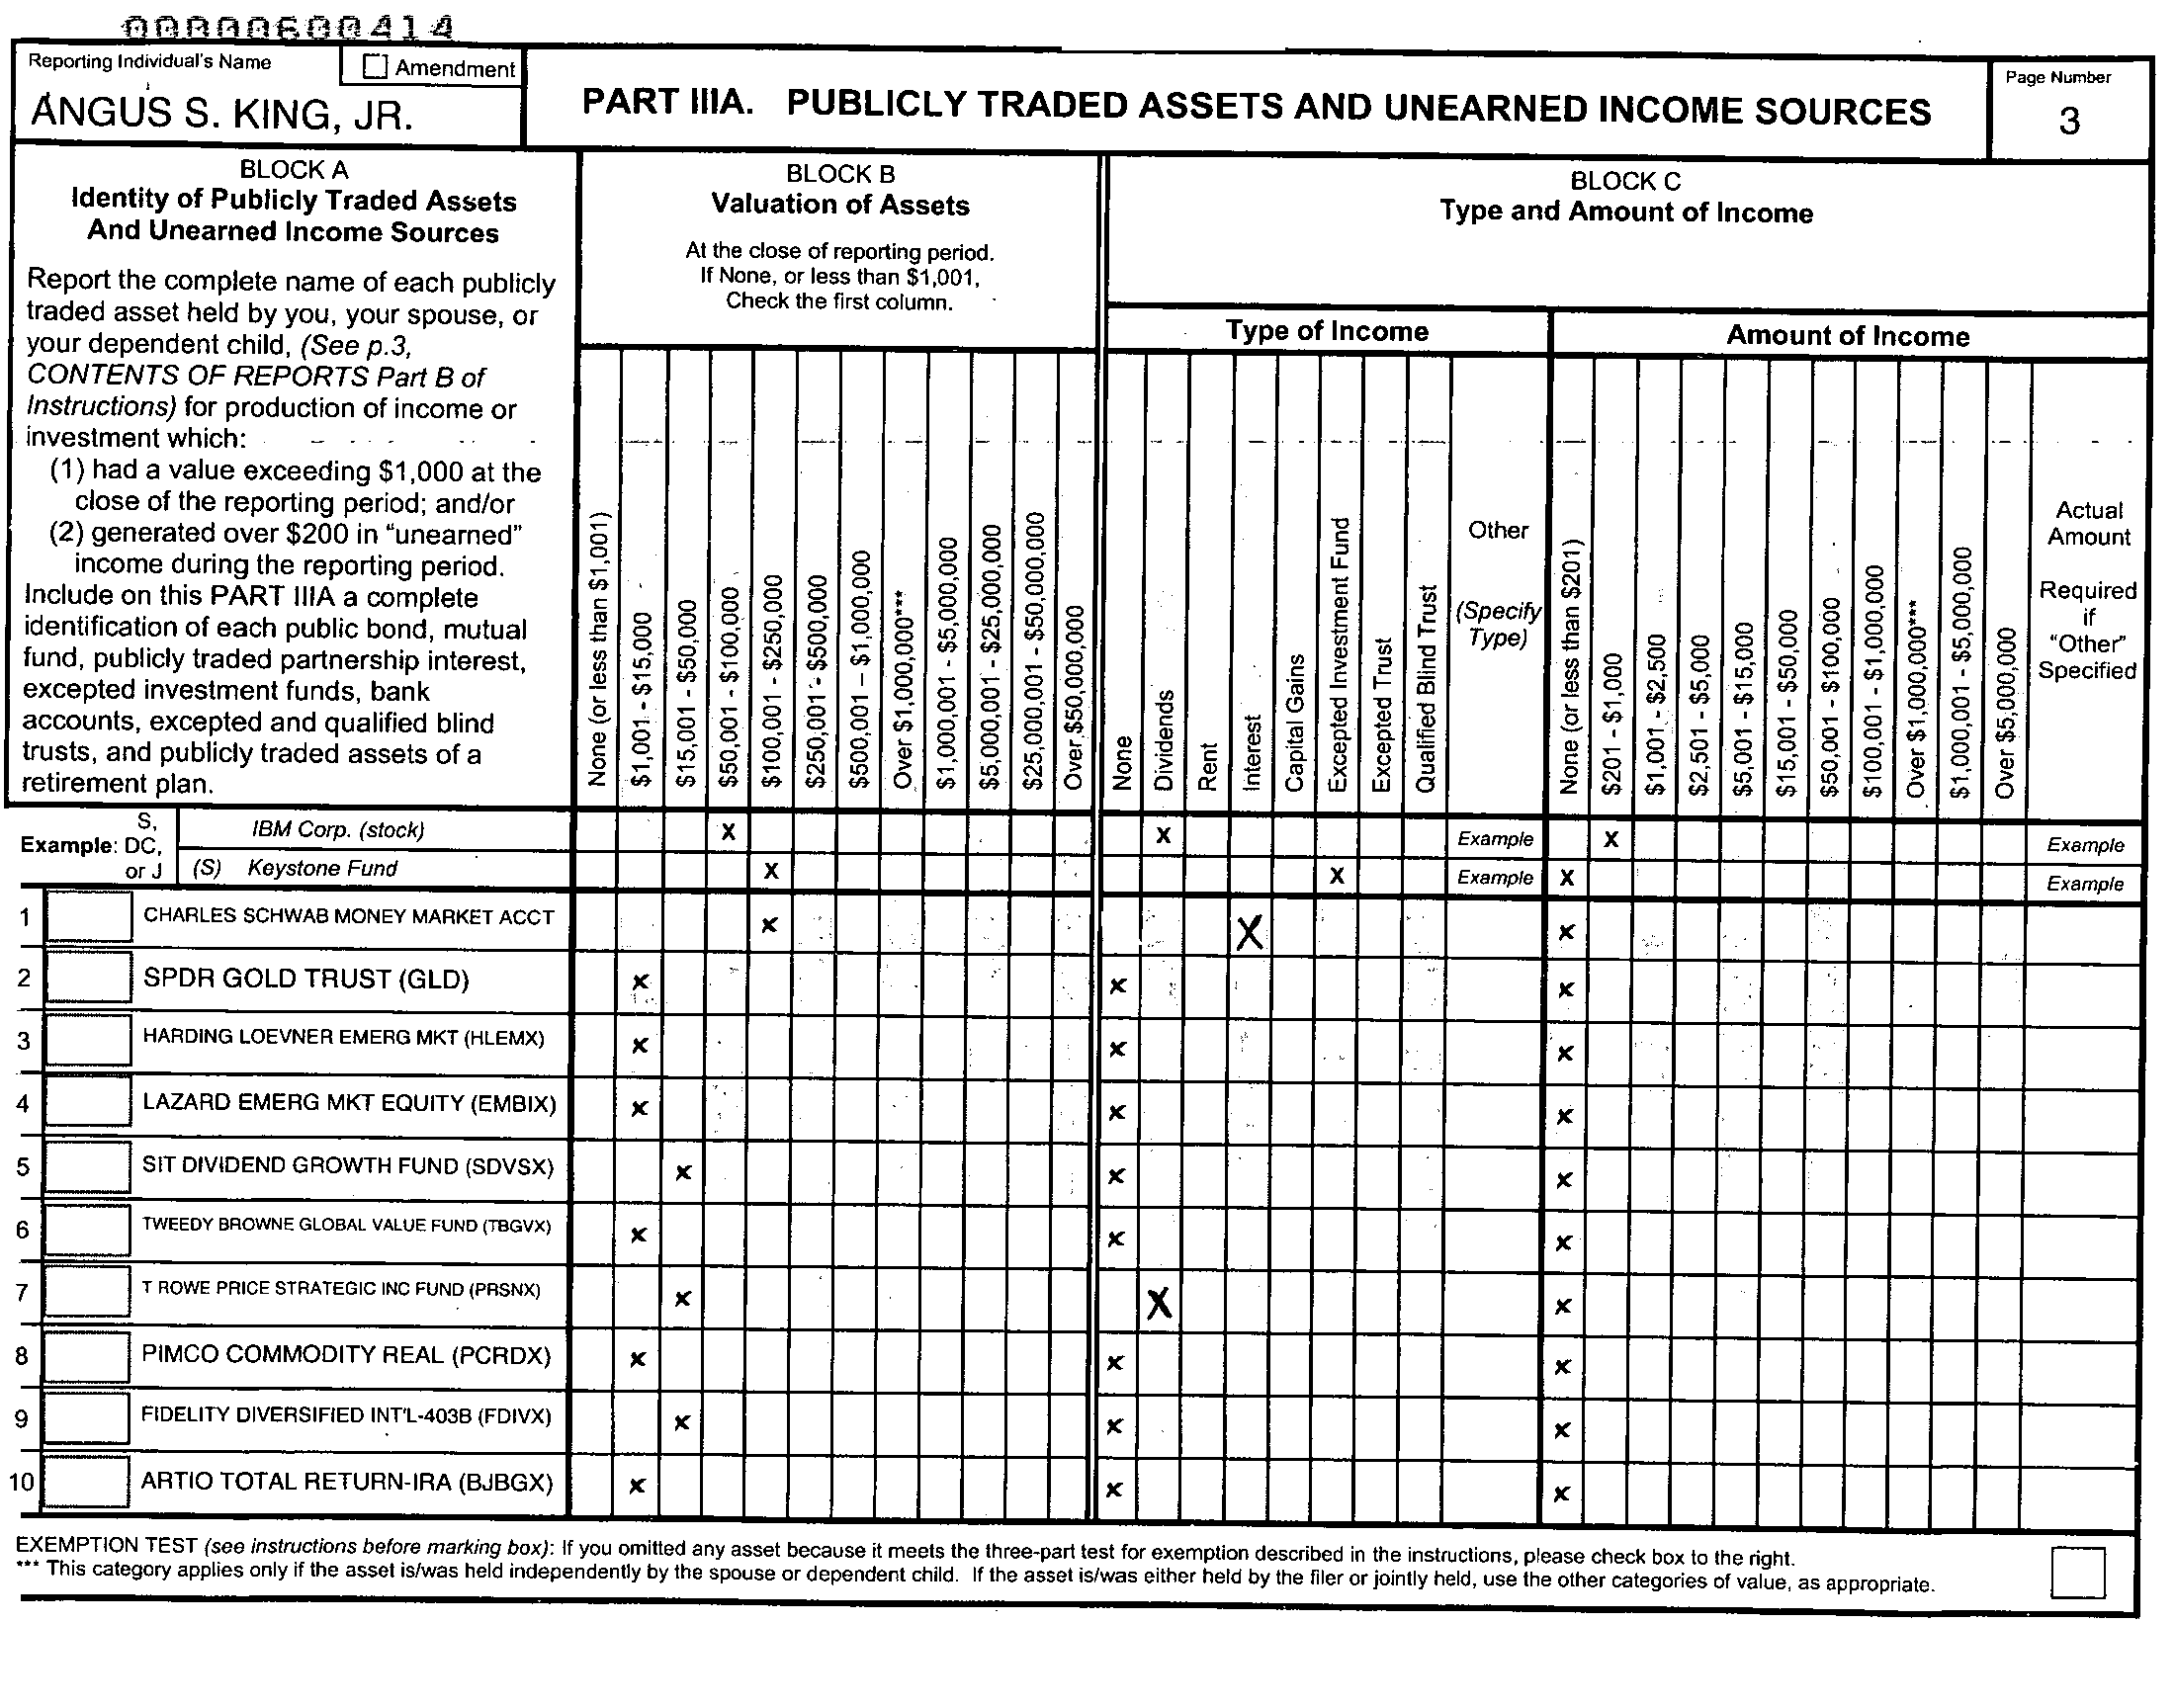 00000600414
Reporting Individual's Name
Amendment
ANGUS S. KING, JR.
PART IIIA. PUBLICLY TRADED ASSETS AND UNEARNED INCOME SOURCES
Page Number
3
BLOCK A
Identity of Publicly Traded Assets
And Unearned Income Sources
Report the complete name of each publicly
traded asset held by you, your spouse, or
your dependent child, (See p.3,
CONTENTS OF REPORTS Part B of
Instructions) for production of income or
investment which:
(1) had a value exceeding $1,000 at the
close of the reporting period; and/or
(2) generated over $200 in "unearned"
income during the reporting period.
Include on this PART IIIA a complete
identification of each public bond, mutual
fund, publicly traded partnership interest,
excepted investment funds, bank
accounts, excepted and qualified blind
trusts, and publicly traded assets of a
retirement plan.
BLOCK B
Valuation of Assets
At the close of reporting period.
If None, or less than $1,001,
Check the first column.
None (or less than $1,001)
$1,001 - $15,000
$15,001 - $50,000
$50,001 - $100,000
$100,001 - $250,000
$250,001 - $500,000
$500,001 – $1,000,000
Over $1,000,000***
$1,000,001 - $5,000,000
$5,000,001 - $25,000,000
$25,000,001 - $50,000,000
Over $50,000,000
BLOCK C
Type and Amount of Income
Type of Income
None
Dividends
Rent
Interest
Capital Gains
Excepted Investment Fund
Excepted Trust
Qualified Blind Trust
Other
(Specify
Type)
Amount of Income
None (or less than $201)
$201 - $1,000
$1,001 - $2,500
$2,501 - $5,000
$5,001 - $15,000
$15,001 - $50,000
$50,001 - $100,000
$100,001 - $1,000,000
Over $1,000,000***
$1,000,001 - $5,000,000
Over $5,000,000
Actual
Amount
Required
if
"Other"
Specified
Example: S,
DC,
or J
IBM Corp. (stock) X X Example X Example
(S) Keystone Fund X X Example X Example
1 CHARLES SCHWAB MONEY MARKET ACCT x X x
2 SPDR GOLD TRUST (GLD) x x x
3 HARDING LOEVNER EMERG MKT (HLEMX) x x x
4 LAZARD EMERG MKT EQUITY (EMBIX) x x x
5 SIT DIVIDEND GROWTH FUND (SDVSX) x x x
6 TWEEDY BROWNE GLOBAL VALUE FUND (TBGVX) x x x
7 T ROWE PRICE STRATEGIC INC FUND (PRSNX) x X x
8 PIMCO COMMODITY REAL (PCRDX) x x x
9 FIDELITY DIVERSIFIED INT'L-403B (FDIVX) x x x
10 ARTIO TOTAL RETURN-IRA (BJBGX) x x x
EXEMPTION TEST (see instructions before marking box): If you omitted any asset because it meets the three-part test for exemption described in the instructions, please check box to the right.
*** This category applies only if the asset is/was held independently by the spouse or dependent child. If the asset is/was either held by the filer or jointly held, use the other categories of value, as appropriate.